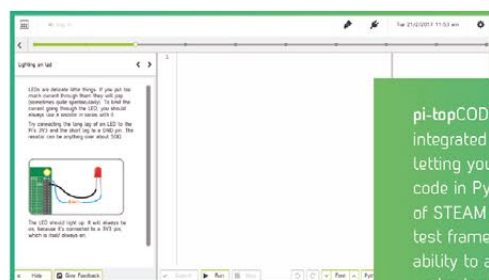 Tue 21/2/2017 11:53 am
Lighting an led
1
LEDs are delicate little things. If you put too
much current through them they will pop
(sometimes quite spectacularly). To limit the
current going through the LED, you should
always use a resistor in series with it.
Try connecting the long leg of an LED to the
Pi's 3V3 and the short leg to a GND pin. The
resistor can be anything over about 50Ω.
The LED should light up. It will always be
on, because it's connected to a 3V3 pin,
which is itself always on.
Hide
Give Feedback
Run
pi-topCOD
integrated
letting you
code in Py
of STEAM
test frame
ability to a